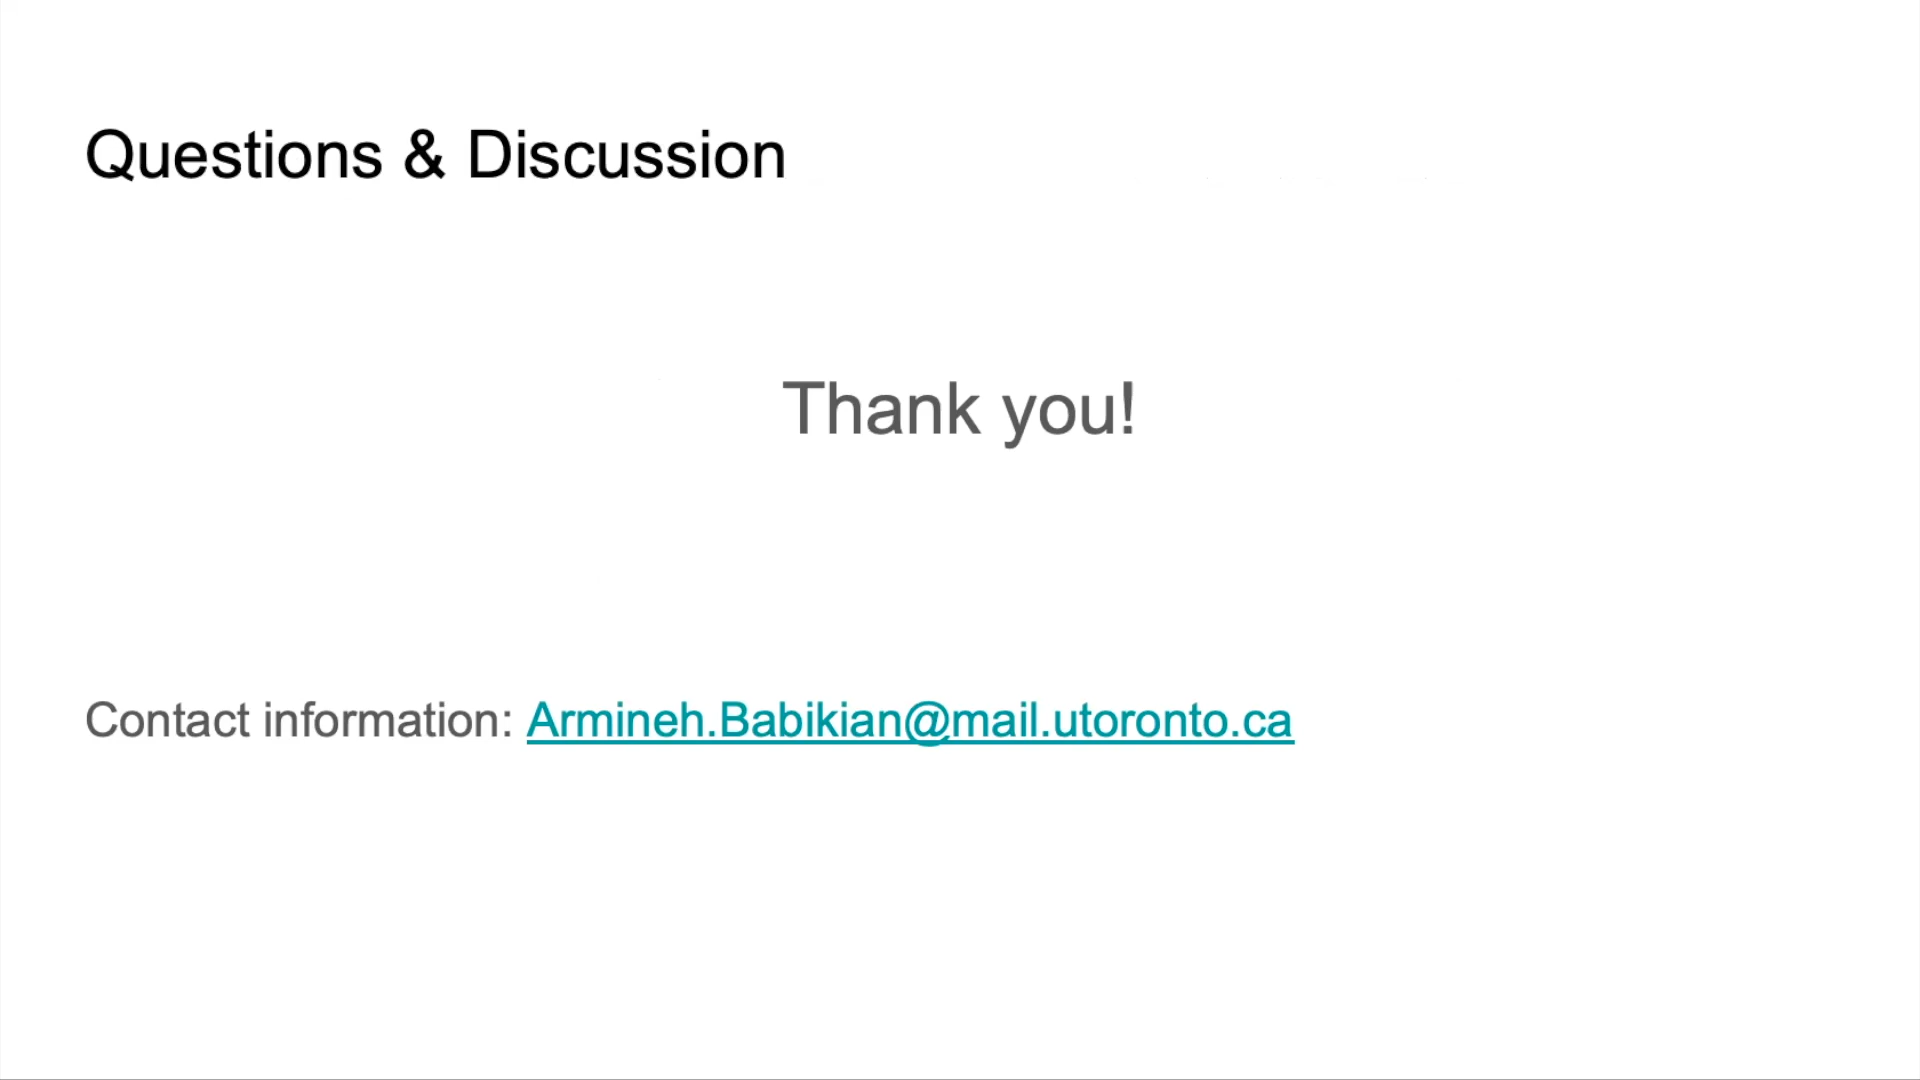 Questions & Discussion
Thank you!
Contact information: Armineh.Babikian@mail.utoronto.ca